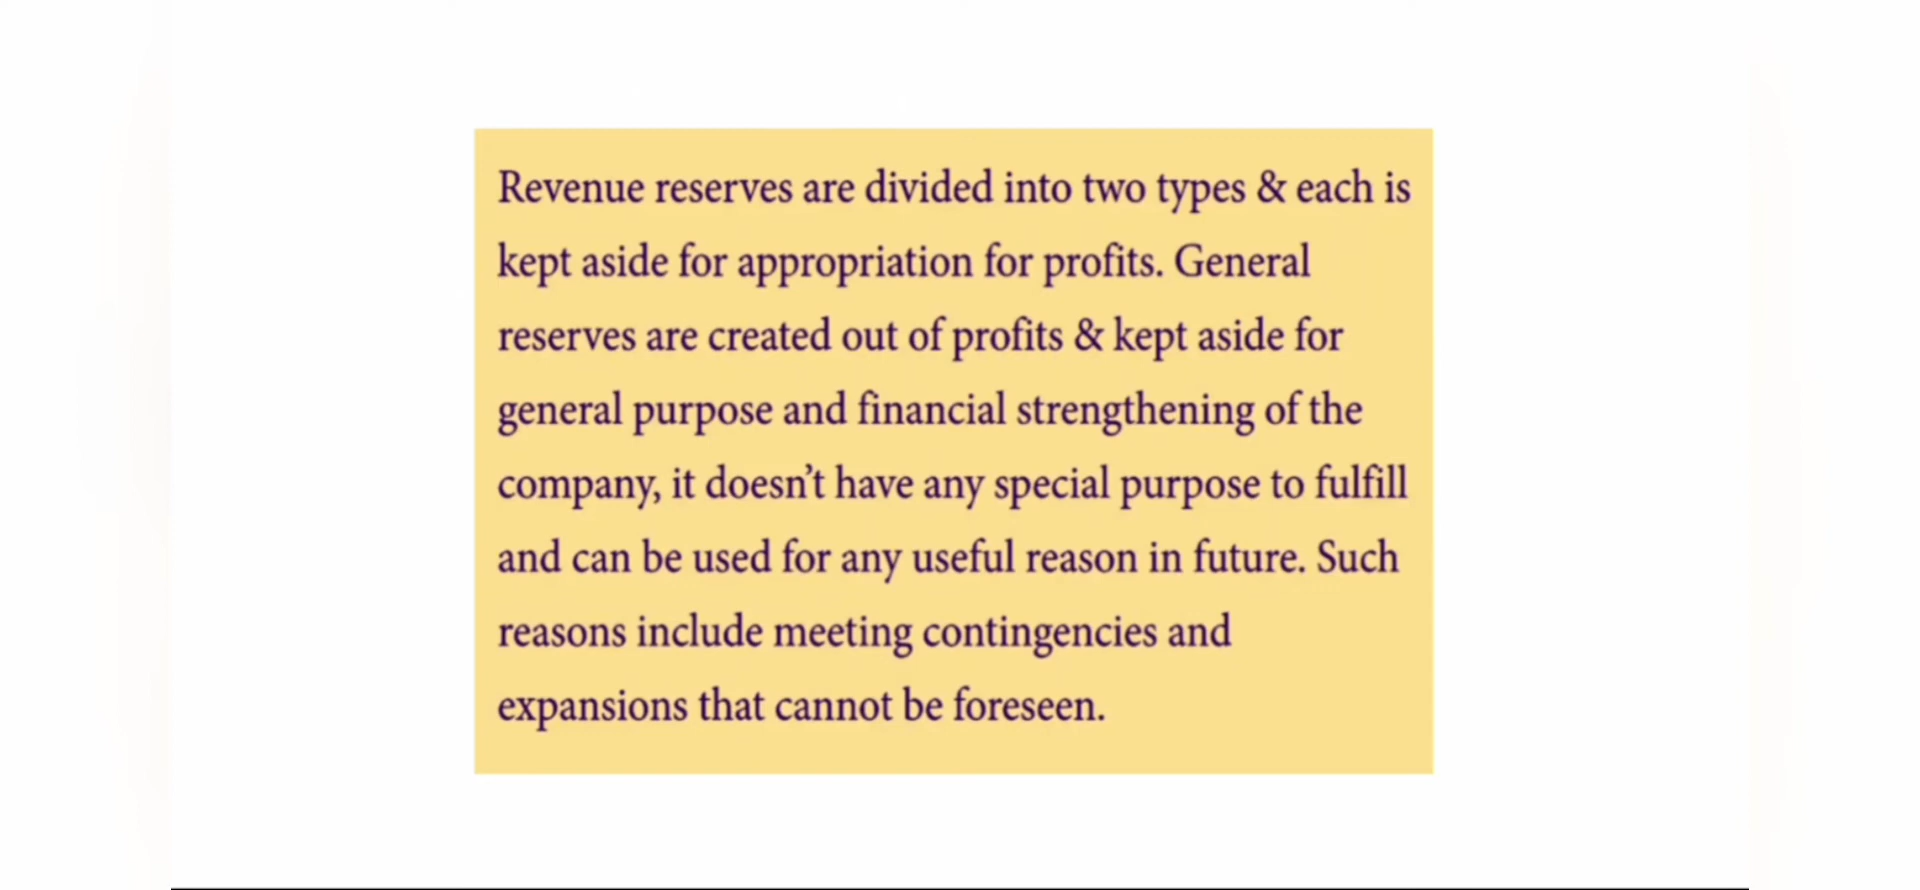 Revenue reserves are divided into two types & each is
kept aside for appropriation for profits. General
reserves are created out of profits & kept aside for
general purpose and financial strengthening of the
company, it doesn’t have any special purpose to fulfill
and can be used for any useful reason in future. Such
reasons include meeting contingencies and
expansions that cannot be foreseen.